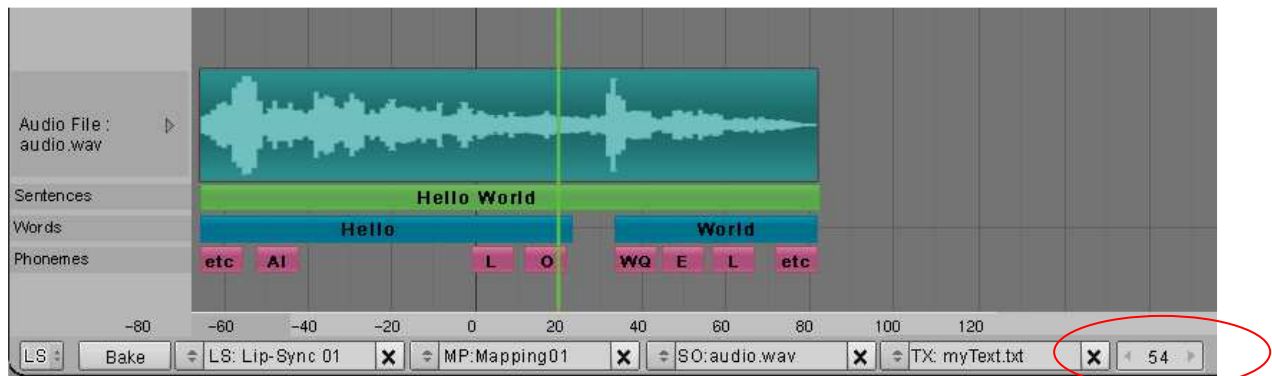 Audio File :
audio.wav
Sentences
Hello World
Words
Hello World
Phonemes
etc AI L O WQ E L etc
-80 -60 -40 -20 0 20 40 60 80 100 120
LS Bake LS: Lip-Sync 01 X MP:Mapping01 X SO:audio.wav X TX: myText.txt X 54